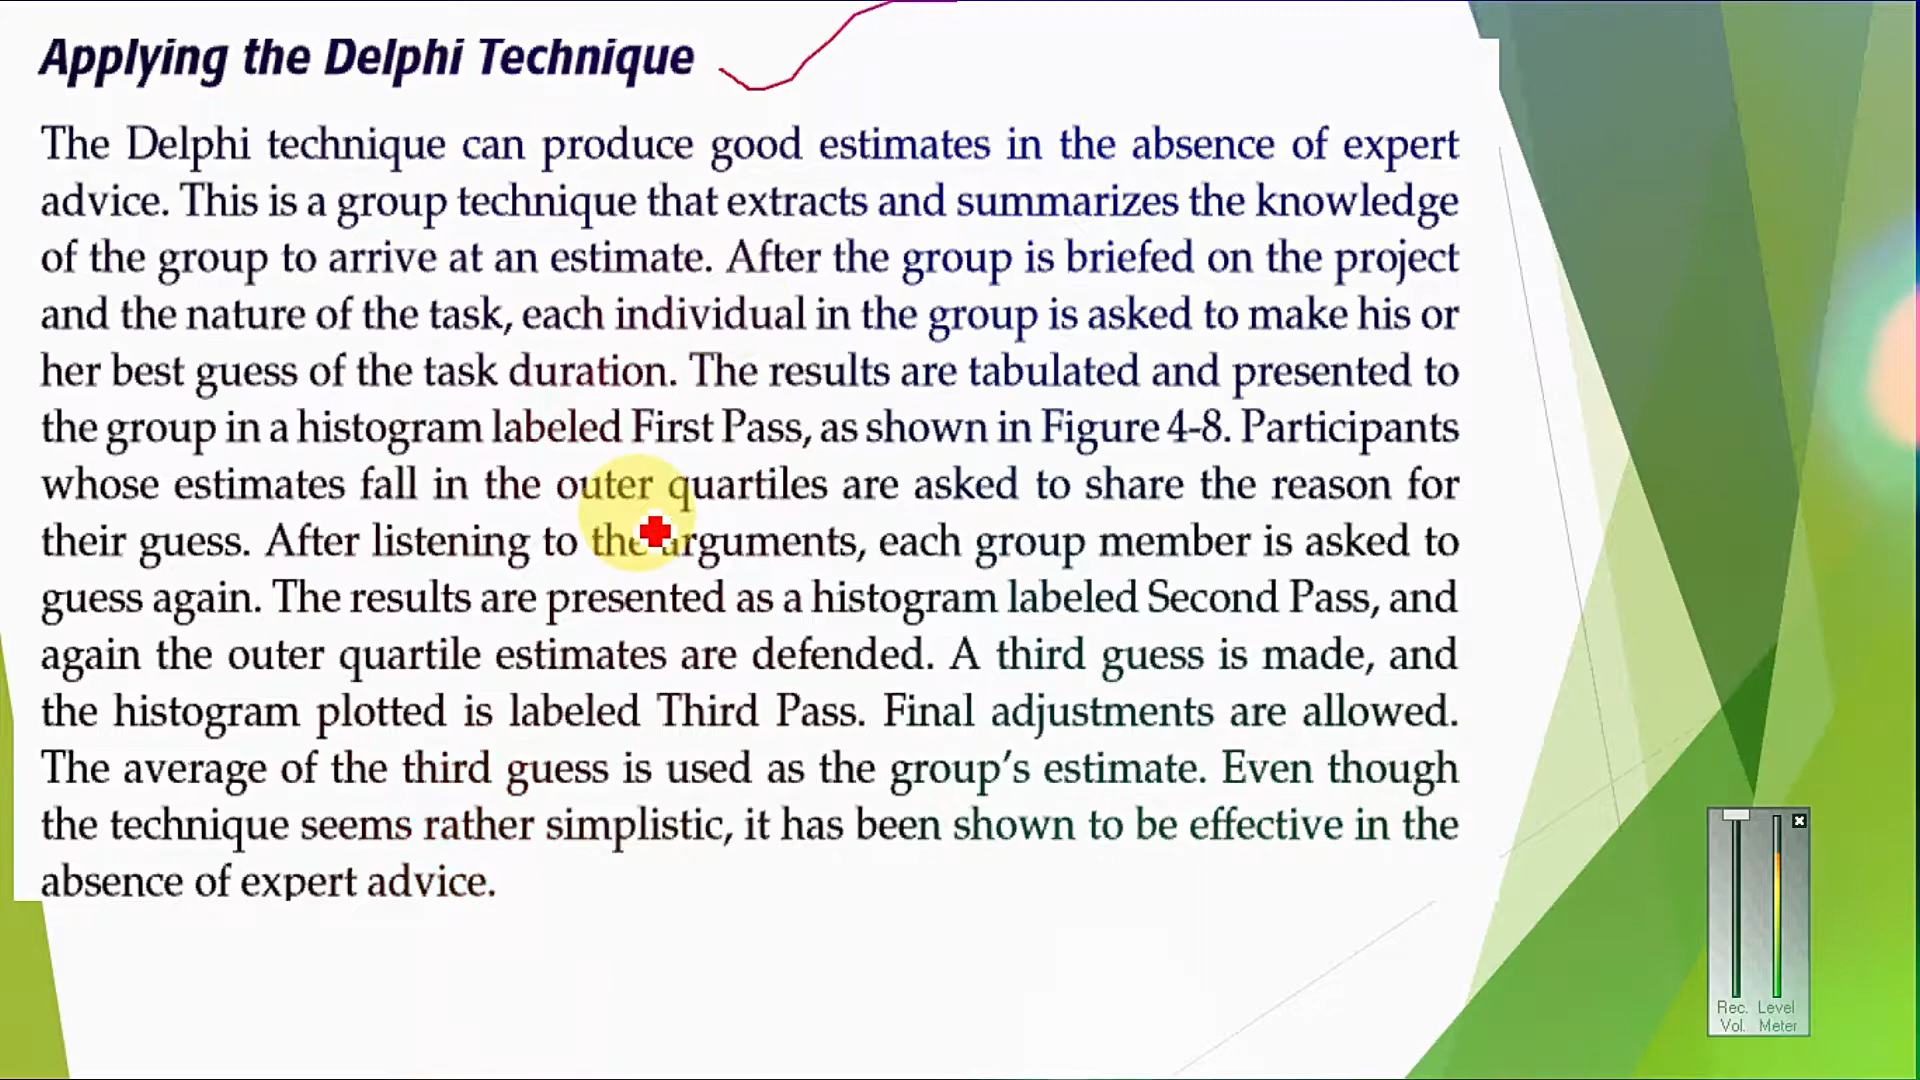 Applying the Delphi Technique
The Delphi technique can produce good estimates in the absence of expert
advice. This is a group technique that extracts and summarizes the knowledge
of the group to arrive at an estimate. After the group is briefed on the project
and the nature of the task, each individual in the group is asked to make his or
her best guess of the task duration. The results are tabulated and presented to
the group in a histogram labeled First Pass, as shown in Figure 4-8. Participants
whose estimates fall in the outer quartiles are asked to share the reason for
their guess. After listening to the arguments, each group member is asked to
guess again. The results are presented as a histogram labeled Second Pass, and
again the outer quartile estimates are defended. A third guess is made, and
the histogram plotted is labeled Third Pass. Final adjustments are allowed.
The average of the third guess is used as the group's estimate. Even though
the technique seems rather simplistic, it has been shown to be effective in the
absence of expert advice.
Rec. Level
Vol. Meter